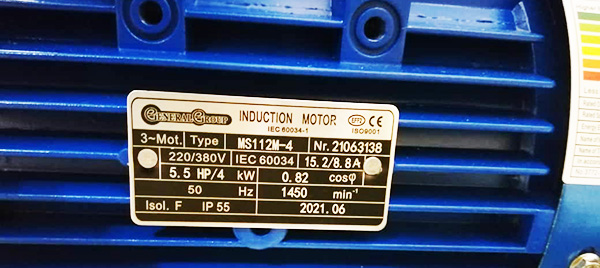 GENERAL GROUP INDUCTION MOTOR CE
IEC 60034-1 ISO9001
3~Mot. Type MS112M-4 Nr. 21063138
220/380V IEC 60034 15.2/8.8A
5.5 HP/4 kW 0.82 cosφ
50 Hz 1450 min⁻¹
Isol. F IP 55 2021.06
Less